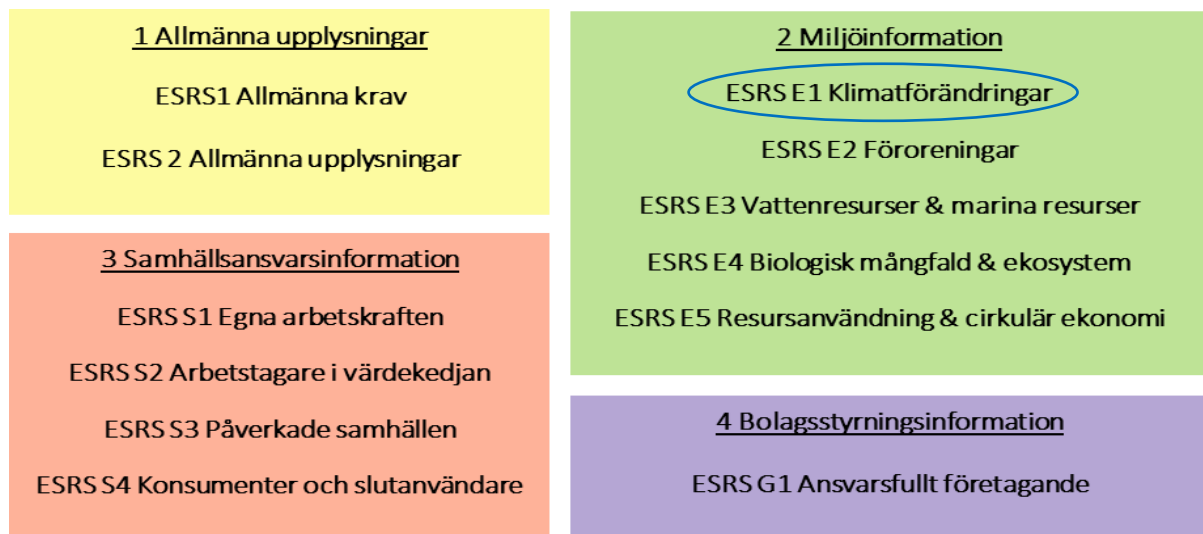 1 Allmänna upplysningar
ESRS1 Allmänna krav
ESRS 2 Allmänna upplysningar
2 Miljöinformation
ESRS E1 Klimatförändringar
ESRS E2 Föroreningar
ESRS E3 Vattenresurser & marina resurser
ESRS E4 Biologisk mångfald & ekosystem
ESRS E5 Resursanvändning & cirkulär ekonomi
3 Samhällsansvarsinformation
ESRS S1 Egna arbetskraften
ESRS S2 Arbetstagare i värdekedjan
ESRS S3 Påverkade samhällen
ESRS S4 Konsumenter och slutanvändare
4 Bolagsstyrningsinformation
ESRS G1 Ansvarsfullt företagande